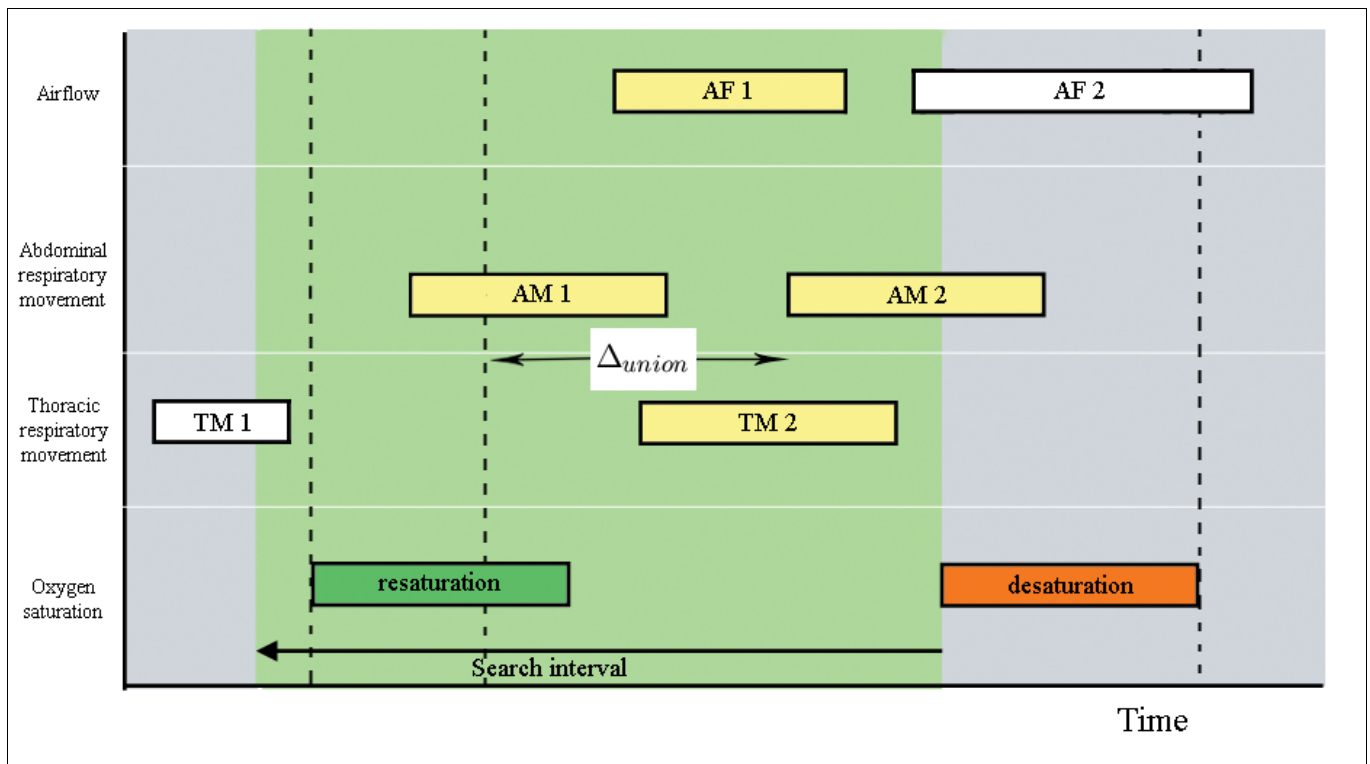 Airflow
AF 1
AF 2
Abdominal
respiratory
movement
AM 1
AM 2
Δunion
Thoracic
respiratory
movement
TM 1
TM 2
Oxygen
saturation
resaturation
desaturation
Search interval
Time